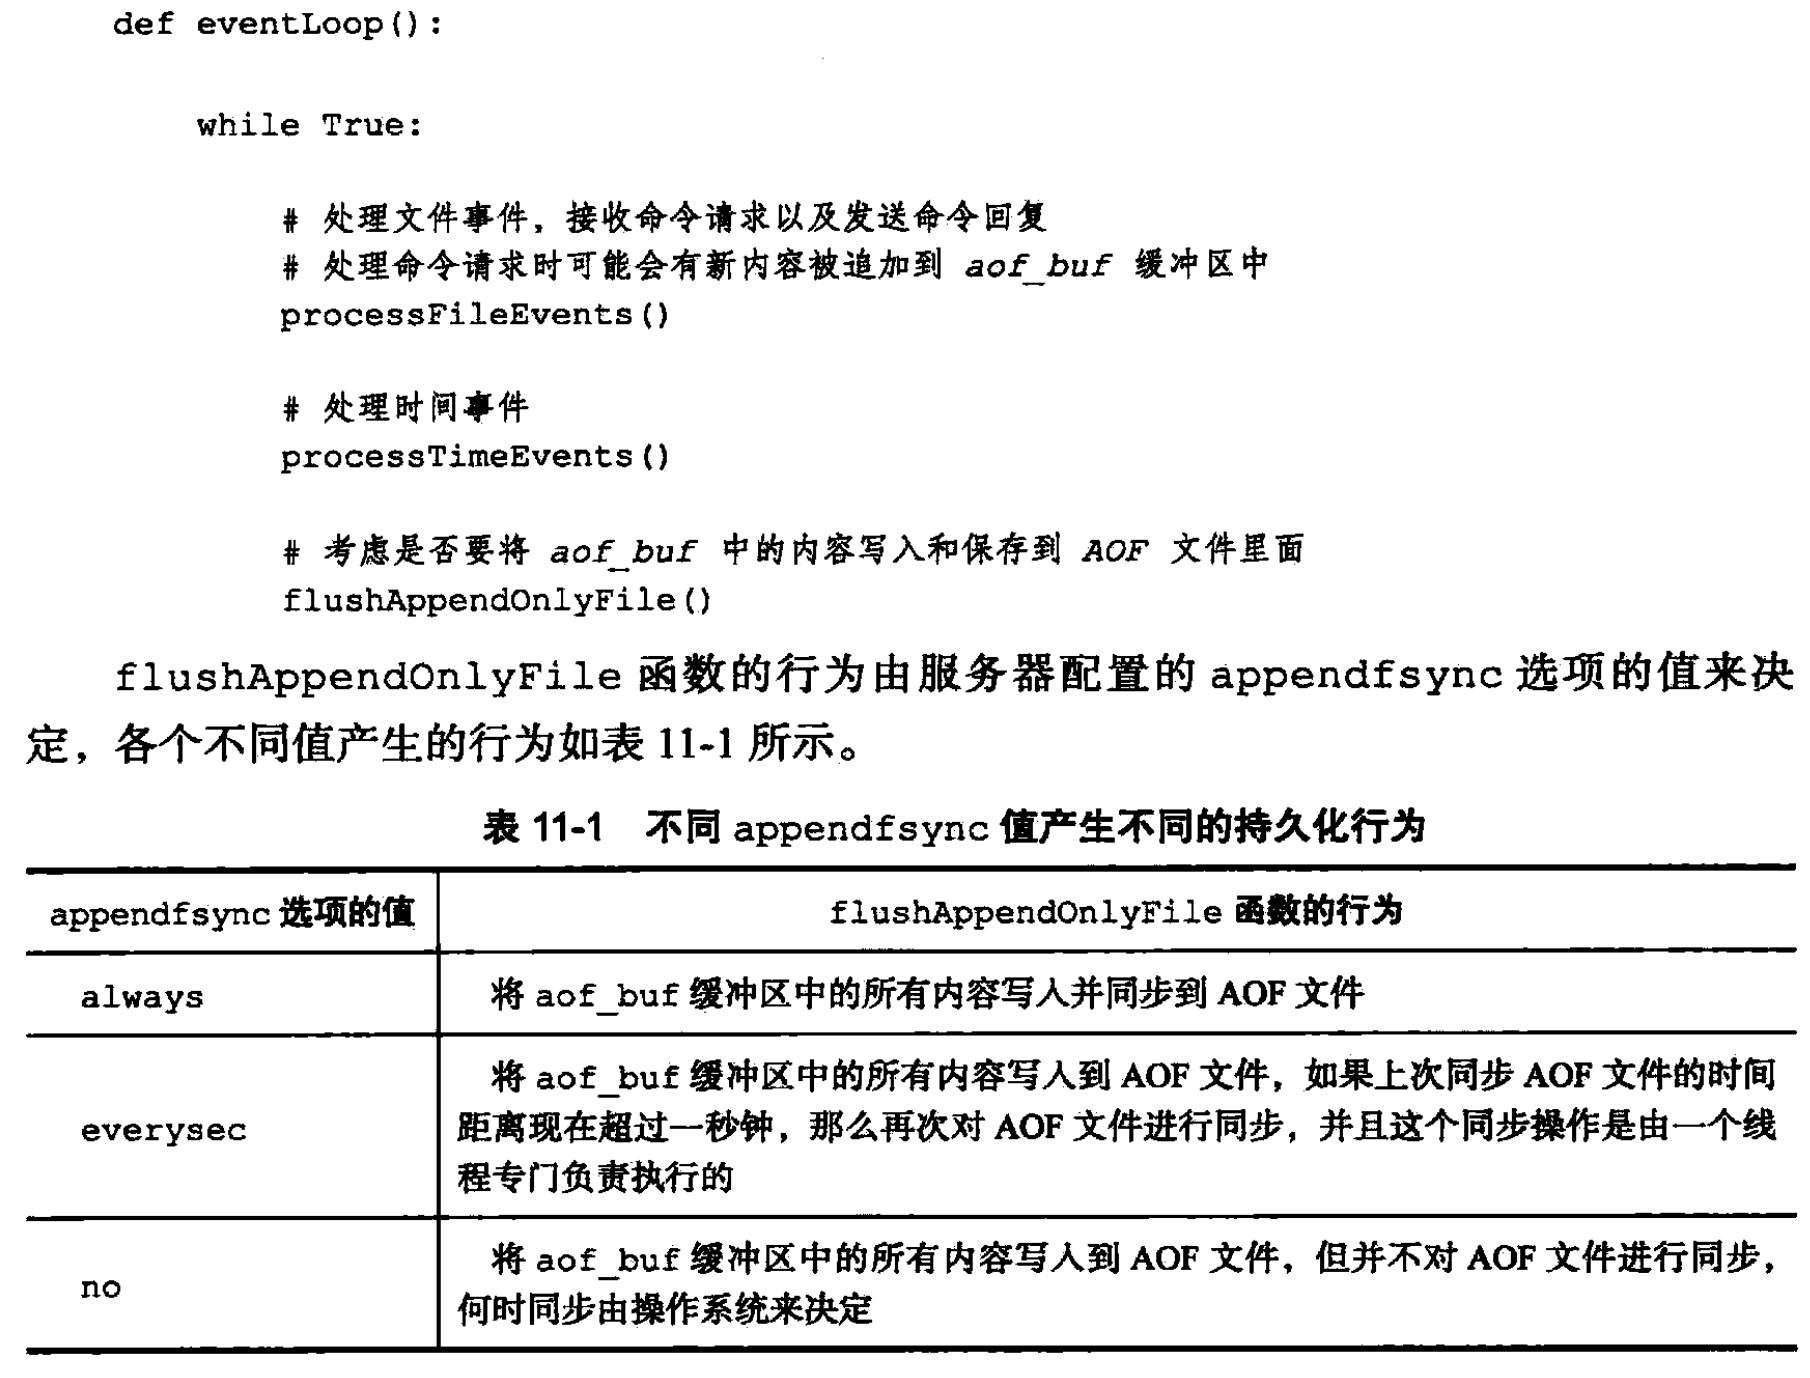 def eventLoop():
while True:
# 处理文件事件，接收命令请求以及发送命令回复
# 处理命令请求时可能会有新内容被追加到 aof_buf 缓冲区中
processFileEvents()
# 处理时间事件
processTimeEvents()
# 考虑是否要将 aof_buf 中的内容写入和保存到 AOF 文件里面
flushAppendOnlyFile()
flushAppendOnlyFile 函数的行为由服务器配置的 appendfsync 选项的值来决
定，各个不同值产生的行为如表 11-1 所示。
表 11-1 不同 appendfsync 值产生不同的持久化行为
appendfsync 选项的值
flushAppendOnlyFile 函数的行为
always
将 aof_buf 缓冲区中的所有内容写入并同步到 AOF 文件
everysec
将 aof_buf 缓冲区中的所有内容写入到 AOF 文件，如果上次同步 AOF 文件的时间
距离现在超过一秒钟，那么再次对 AOF 文件进行同步，并且这个同步操作是由一个线
程专门负责执行的
no
将 aof_buf 缓冲区中的所有内容写入到 AOF 文件，但并不对 AOF 文件进行同步，
何时同步由操作系统来决定